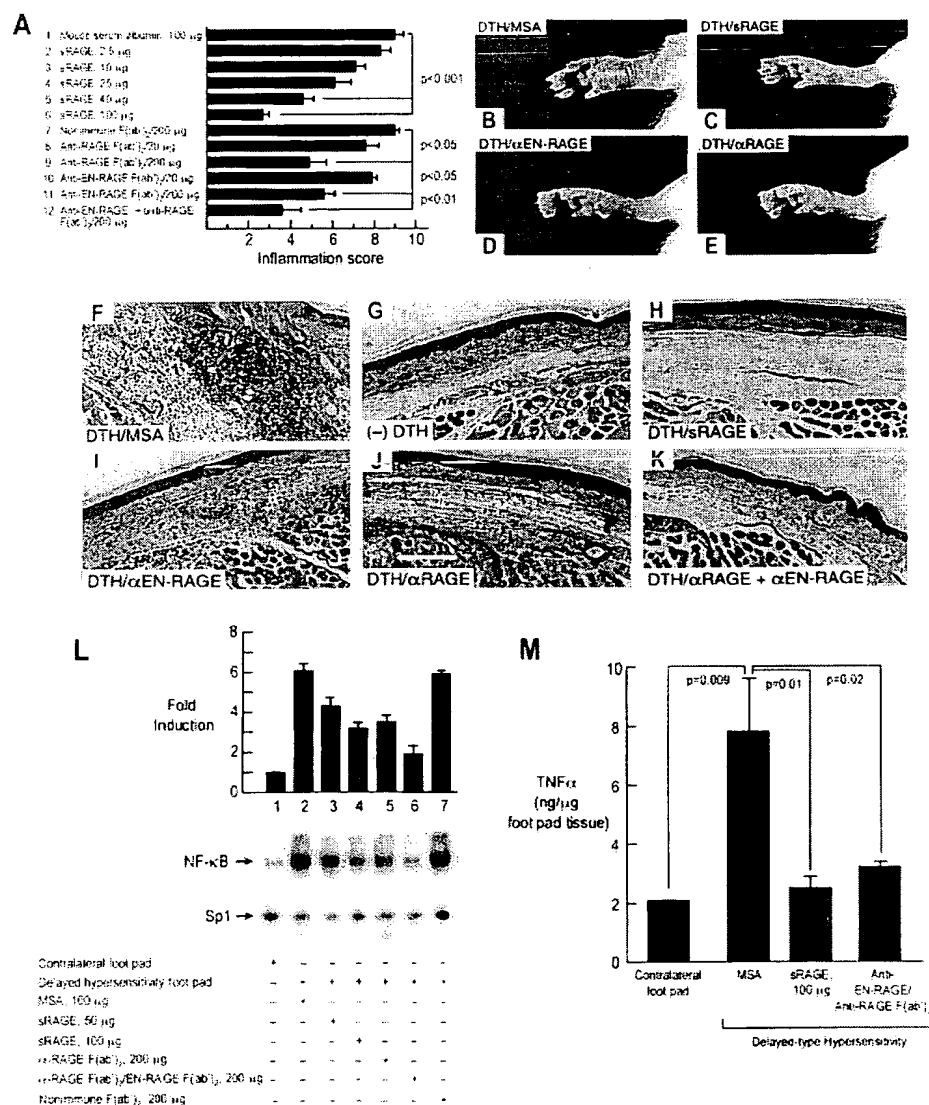 A
1 Mouse serum albumin, 100 µg
2 sRAGE, 2.5 µg
3 sRAGE, 10 µg
4 sRAGE, 25 µg
5 sRAGE, 40 µg
6 sRAGE, 100 µg
7 Nonimmune F(ab')₂/200 µg
8 Anti-RAGE F(ab')₂/20 µg
9 Anti-RAGE F(ab')₂/200 µg
10 Anti-EN-RAGE F(ab')₂/20 µg
11 Anti-EN-RAGE F(ab')₂/200 µg
12 Anti-EN-RAGE + anti-RAGE
F(ab')₂/200 µg
p<0.001
p<0.05
p<0.05
p<0.01
0 2 4 6 8 10
Inflammation score
DTH/MSA
B
DTH/sRAGE
C
DTH/αEN-RAGE
D
DTH/αRAGE
E
F
DTH/MSA
G
(–) DTH
H
DTH/sRAGE
I
DTH/αEN-RAGE
J
DTH/αRAGE
K
DTH/αRAGE + αEN-RAGE
L
8
6
4
2
0
Fold
Induction
1 2 3 4 5 6 7
NF-κB
Sp1
Contralateral foot pad + – – – – – –
Delayed hypersensitivity foot pad – + + + + + +
MSA, 100 µg – + – – – – –
sRAGE, 50 µg – – + – – – –
sRAGE, 100 µg – – – + – – –
α-RAGE F(ab')₂, 200 µg – – – – + – –
α-RAGE F(ab')₂/EN-RAGE F(ab')₂, 200 µg – – – – – + –
Nonimmune F(ab')₂, 200 µg – – – – – – +
M
10
8
6
4
2
0
TNFα
(ng/µg
foot pad tissue)
p=0.009
p=0.01
p=0.02
Contralateral
foot pad
MSA
sRAGE,
100 µg
Anti-
EN-RAGE/
Anti-RAGE F(ab')₂
Delayed-type Hypersensitivity